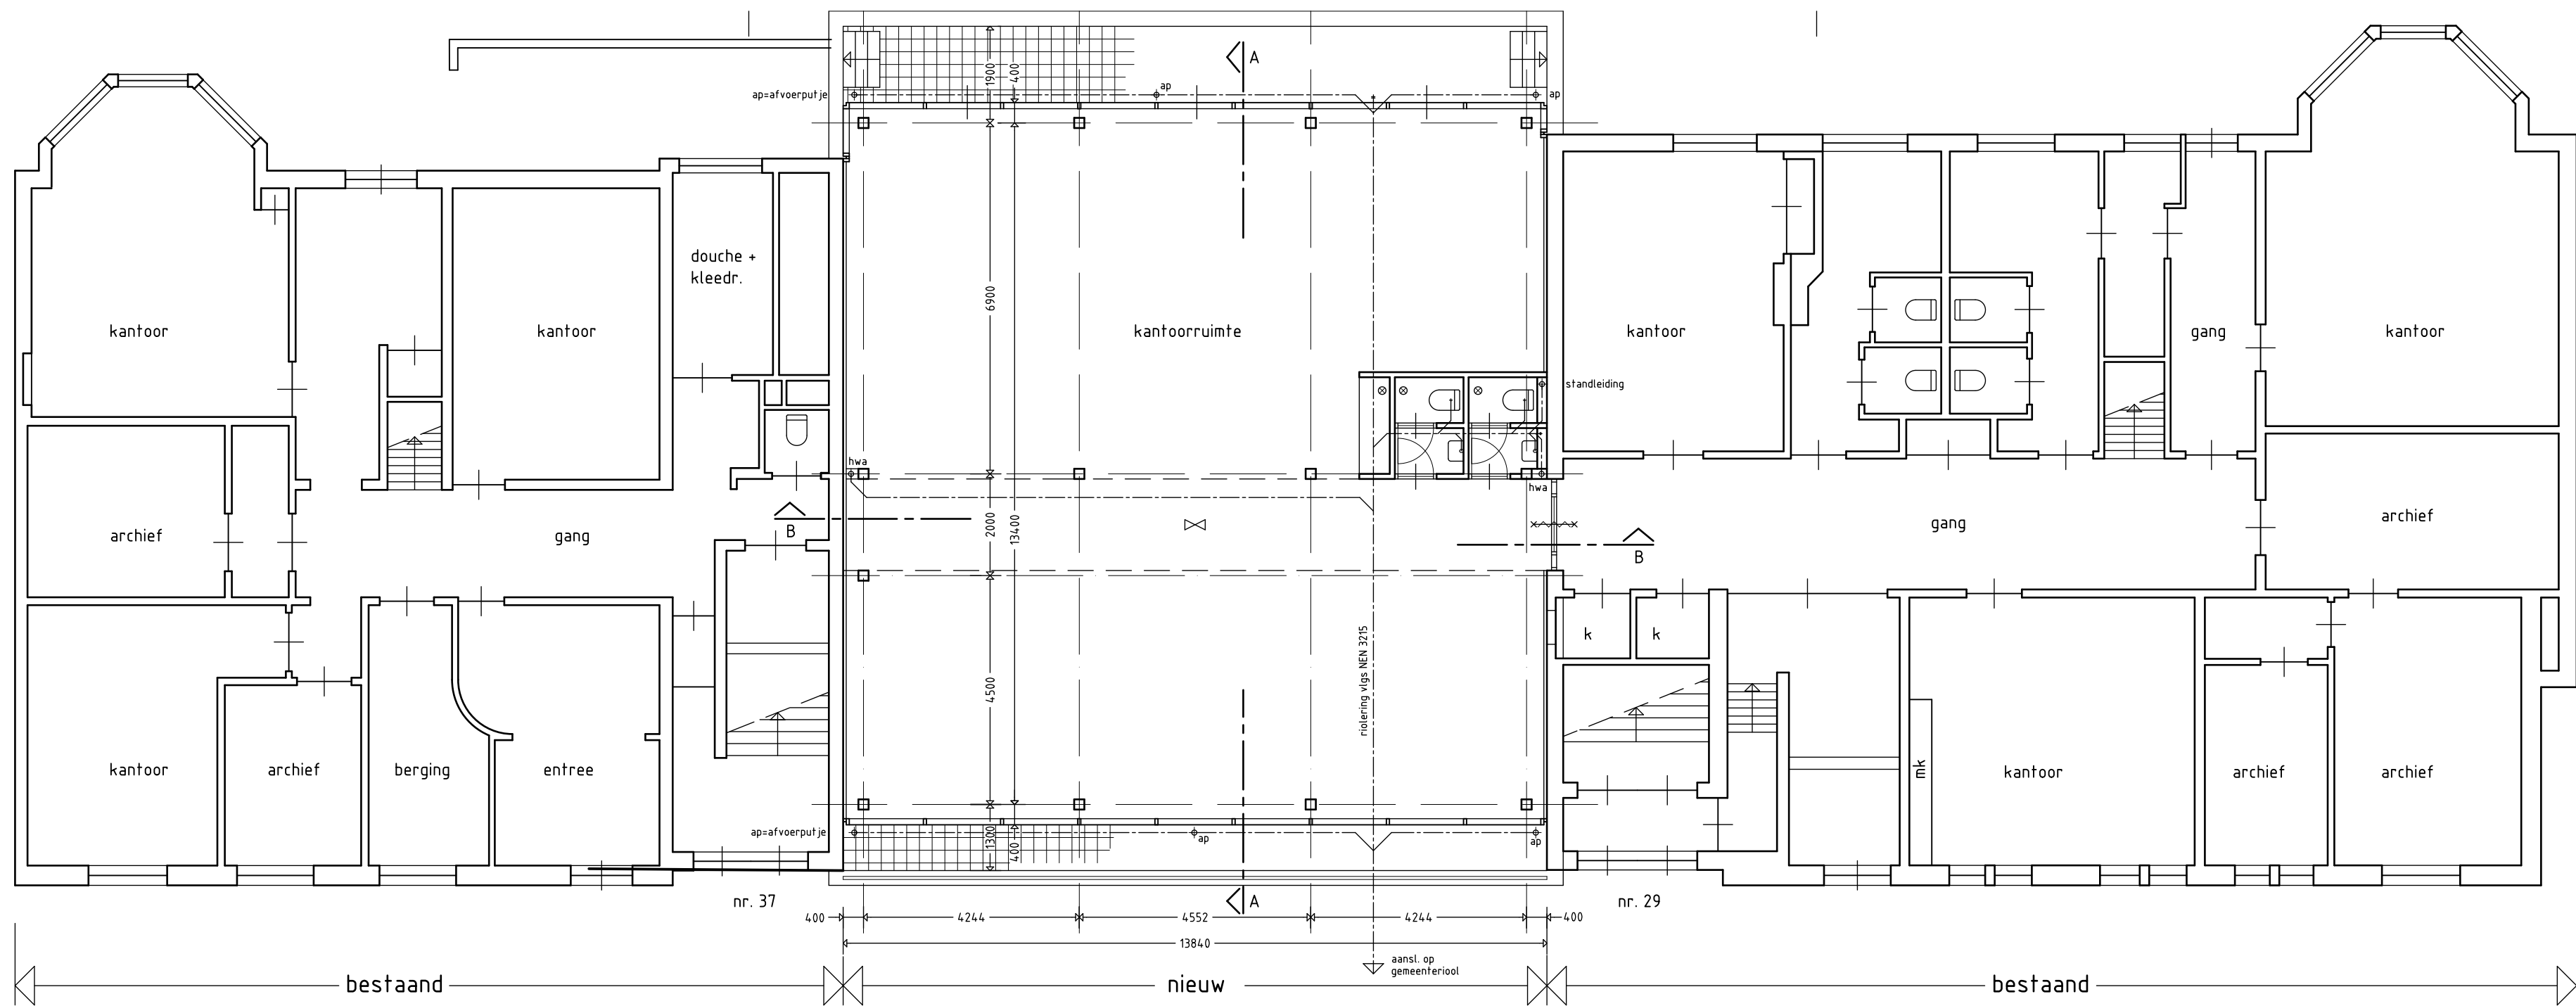 A
1900
400
ap=afvoerputje
ap
ap
douche +
kleedr.
6900
kantoor
kantoor
kantoorruimte
kantoor
gang
kantoor
standleiding
hwa
hwa
archief
gang
B
2000
13400
gang
archief
B
k
k
riolering vlgs NEN 3215
4500
kantoor
archief
berging
entree
mk
kantoor
archief
archief
ap=afvoerputje
1300
400
ap
ap
nr. 37
A
nr. 29
400
4244
4552
4244
400
13840
aansl. op
gemeenteriool
bestaand
nieuw
bestaand